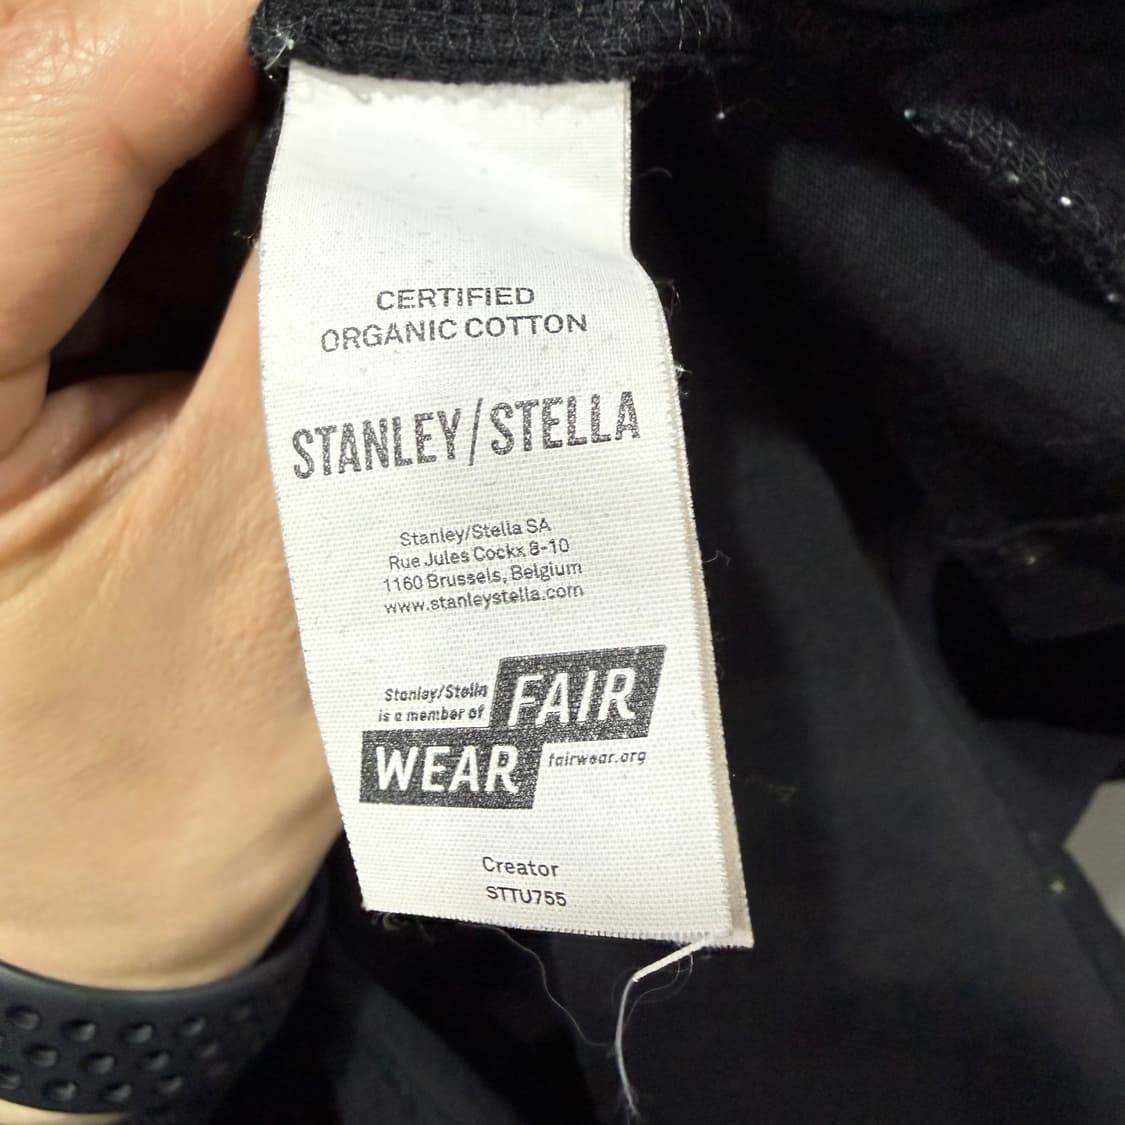 CERTIFIED
ORGANIC COTTON
STANLEY/STELLA
Stanley/Stella SA
Rue Jules Cockx 8-10
1160 Brussels, Belgium
www.stanleystella.com
Stanley/Stella
is a member of
FAIR
WEAR
fairwear.org
Creator
STTU755